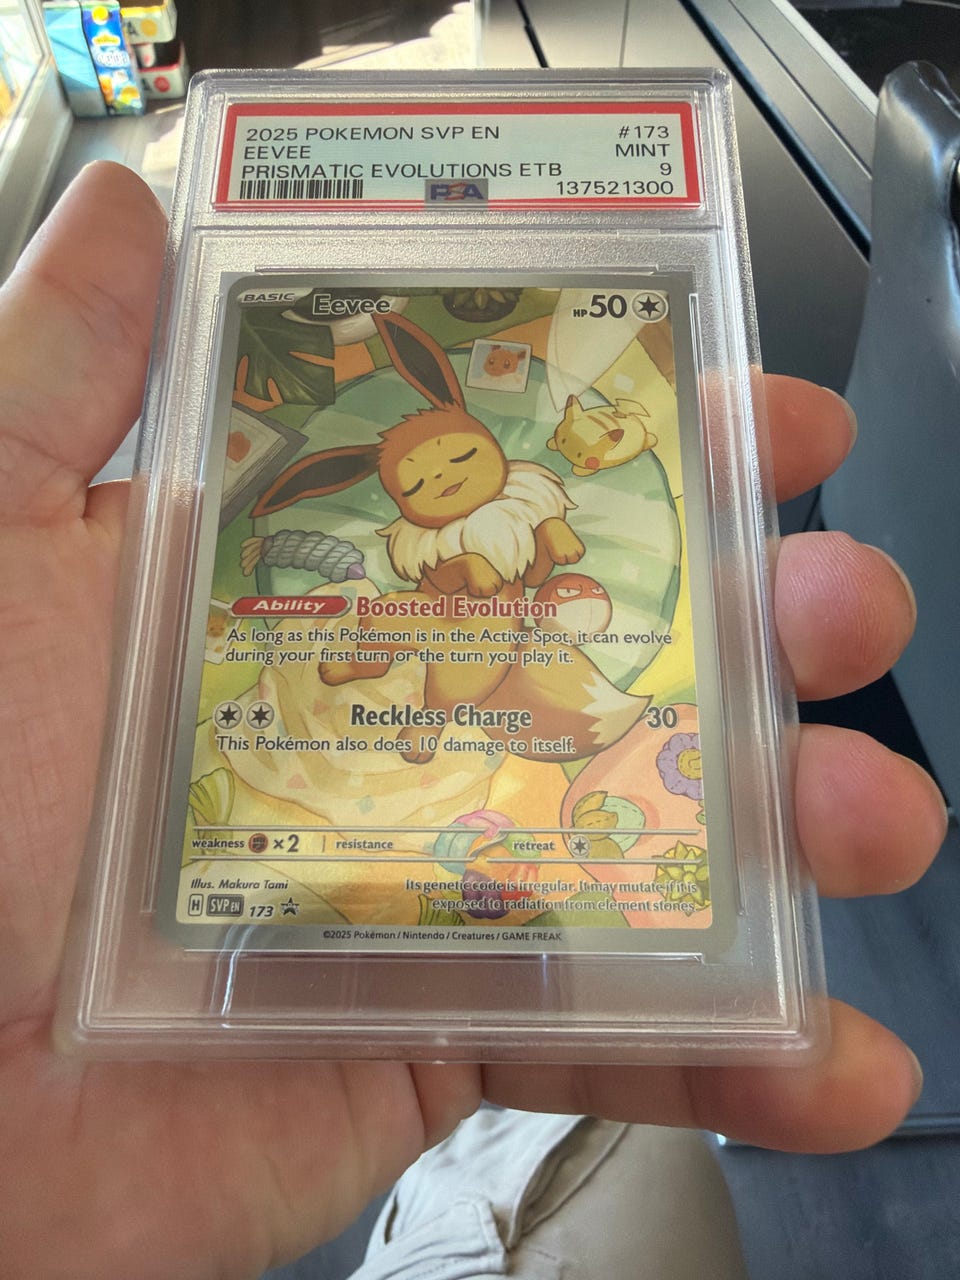 2025 POKEMON SVP EN #173
EEVEE MINT
PRISMATIC EVOLUTIONS ETB 9
PSA 137521300
BASIC Eevee HP 50
Ability Boosted Evolution
As long as this Pokémon is in the Active Spot, it can evolve
during your first turn or the turn you play it.
Reckless Charge 30
This Pokémon also does 10 damage to itself.
weakness ×2 resistance retreat
Illus. Makura Tami
Its genetic code is irregular. It may mutate if it is
exposed to radiation from element stones.
H SVP EN 173
©2025 Pokémon / Nintendo / Creatures / GAME FREAK